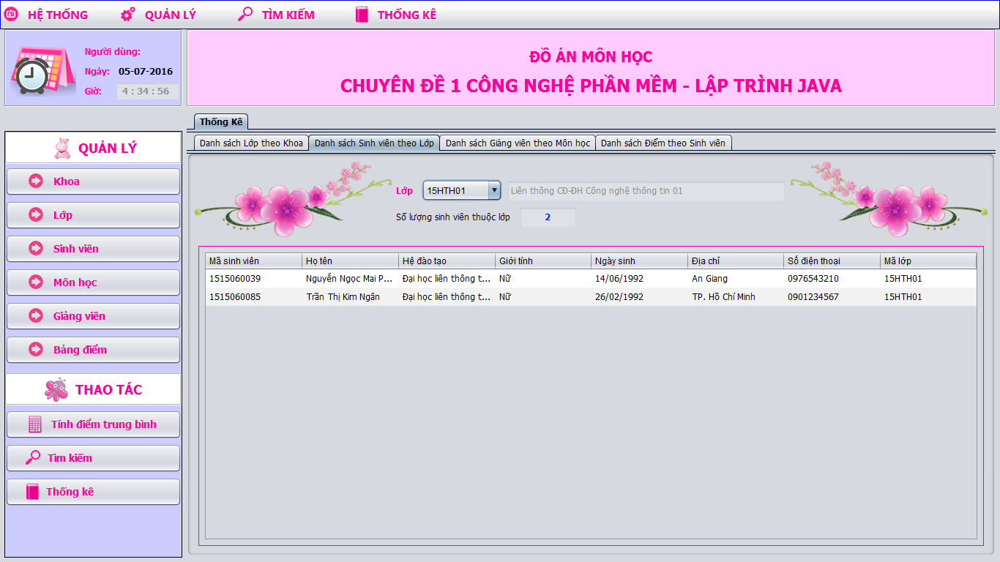 HỆ THỐNG QUẢN LÝ TÌM KIẾM THỐNG KÊ
Người dùng:
Ngày: 05-07-2016
Giờ: 4 : 34 : 56
ĐỒ ÁN MÔN HỌC
CHUYÊN ĐỀ 1 CÔNG NGHỆ PHẦN MỀM - LẬP TRÌNH JAVA
QUẢN LÝ
Khoa
Lớp
Sinh viên
Môn học
Giảng viên
Bảng điểm
THAO TÁC
Tính điểm trung bình
Tìm kiếm
Thống kê
Thống Kê
Danh sách Lớp theo Khoa Danh sách Sinh viên theo Lớp Danh sách Giảng viên theo Môn học Danh sách Điểm theo Sinh viên
Lớp 15HTH01 Liên thông CĐ-ĐH Công nghệ thông tin 01
Số lượng sinh viên thuộc lớp 2
Mã sinh viên Họ tên Hệ đào tạo Giới tính Ngày sinh Địa chỉ Số điện thoại Mã lớp
1515060039 Nguyễn Ngọc Mai P... Đại học liên thông t... Nữ 14/06/1992 An Giang 0976543210 15HTH01
1515060085 Trần Thị Kim Ngân Đại học liên thông t... Nữ 26/02/1992 TP. Hồ Chí Minh 0901234567 15HTH01